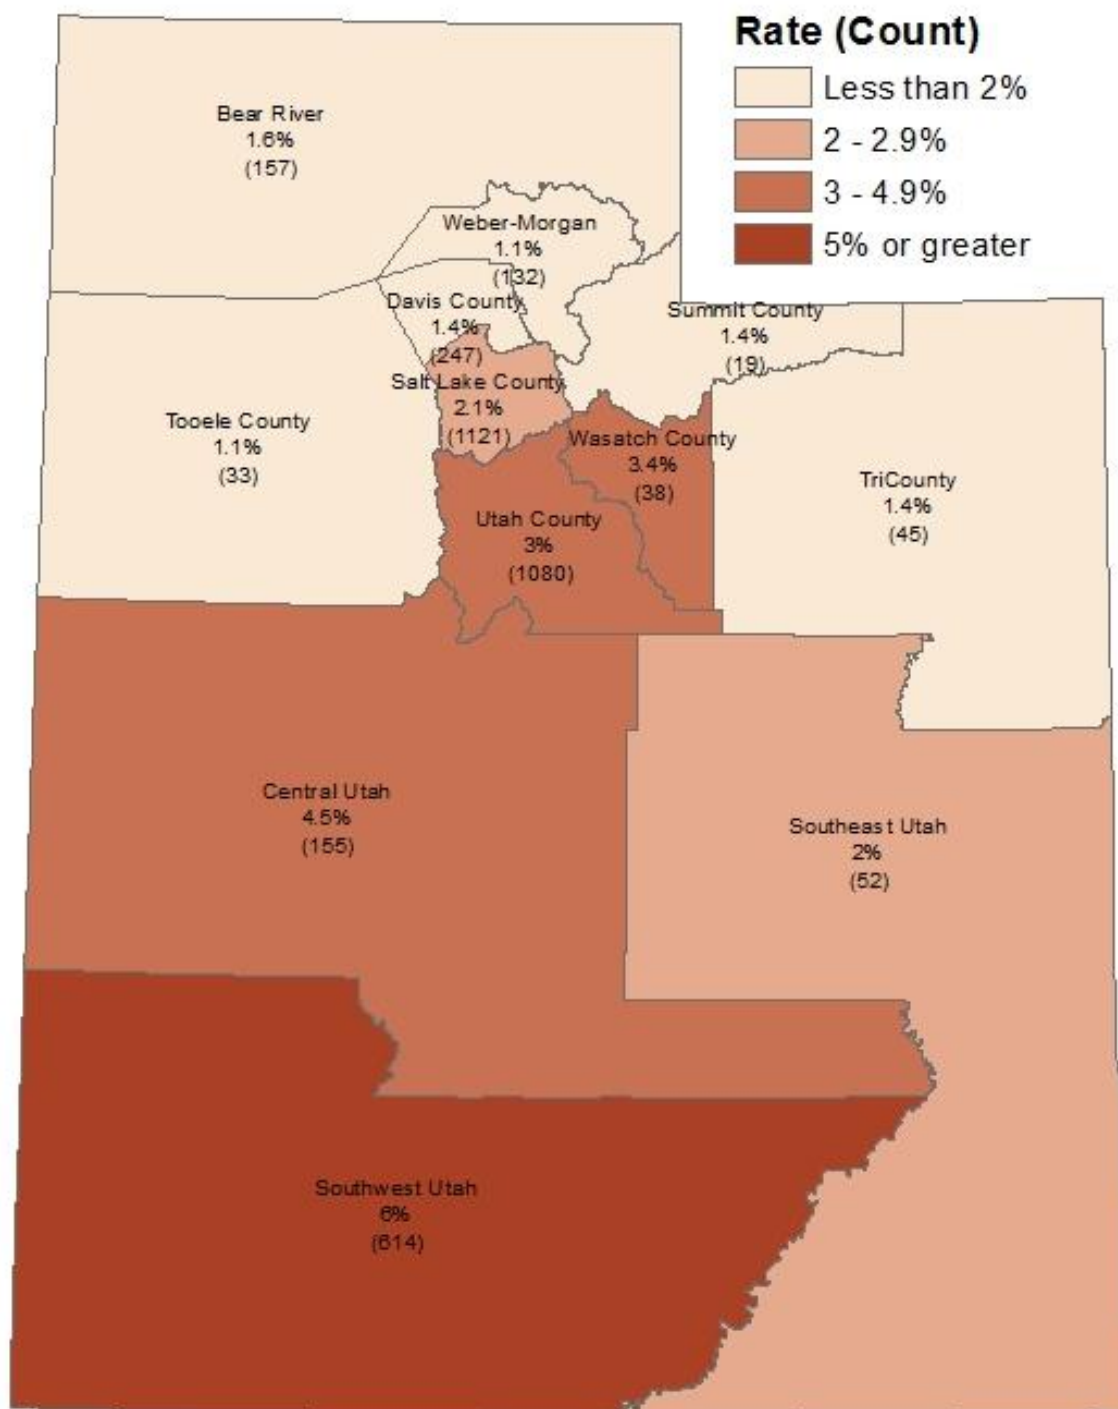 Rate (Count)
Less than 2%
2 - 2.9%
3 - 4.9%
5% or greater
Bear River
1.6%
(157)
Weber-Morgan
1.1%
(132)
Davis County
1.4%
(247)
Summit County
1.4%
(19)
Salt Lake County
2.1%
(1121)
Tooele County
1.1%
(33)
Wasatch County
3.4%
(38)
TriCounty
1.4%
(45)
Utah County
3%
(1080)
Central Utah
4.5%
(155)
Southeast Utah
2%
(52)
Southwest Utah
6%
(614)